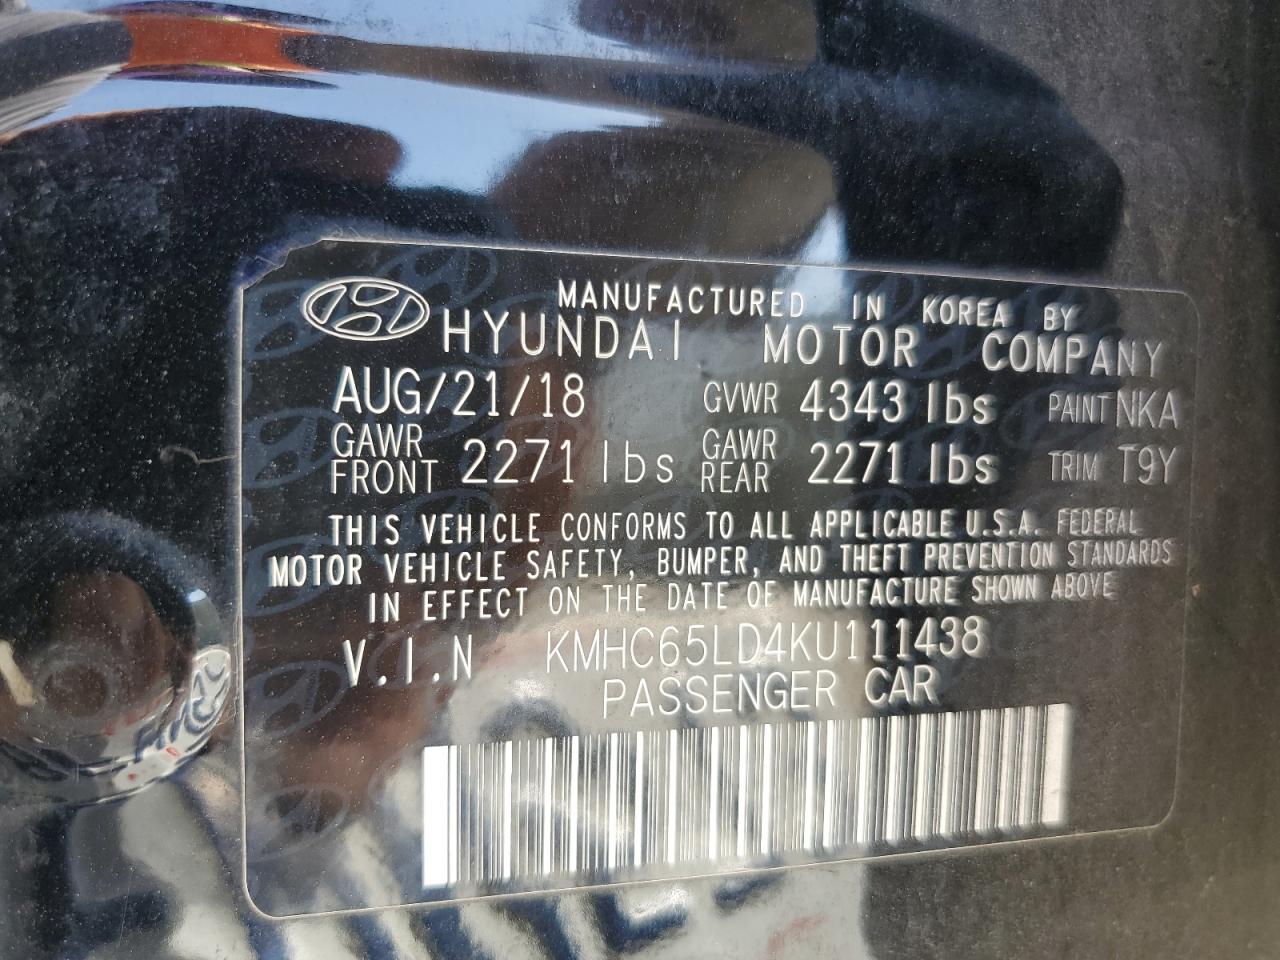 MANUFACTURED IN KOREA BY
HYUNDAI MOTOR COMPANY
AUG/21/18 GVWR 4343 lbs PAINT NKA
GAWR FRONT 2271 lbs GAWR REAR 2271 lbs TRIM T9Y
THIS VEHICLE CONFORMS TO ALL APPLICABLE U.S.A. FEDERAL
MOTOR VEHICLE SAFETY, BUMPER, AND THEFT PREVENTION STANDARDS
IN EFFECT ON THE DATE OF MANUFACTURE SHOWN ABOVE
V.I.N KMHC65LD4KU111438
PASSENGER CAR